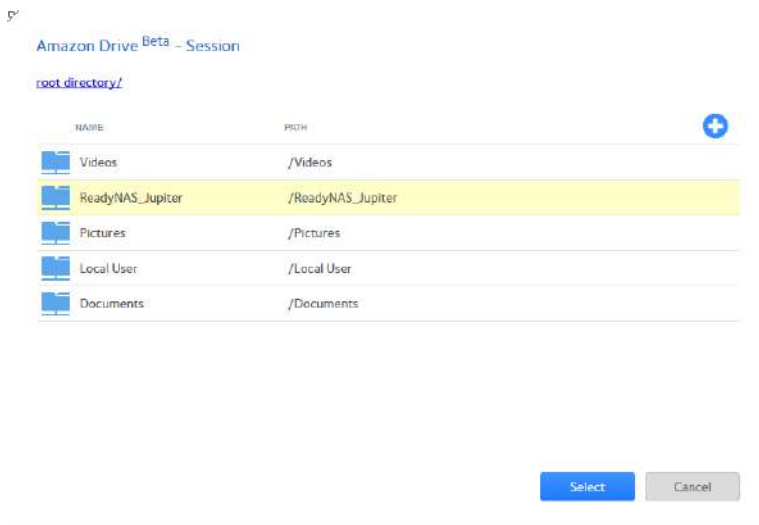 Amazon Drive Beta - Session
root directory/
NAME PATH
Videos /Videos
ReadyNAS_Jupiter /ReadyNAS_Jupiter
Pictures /Pictures
Local User /Local User
Documents /Documents
Select Cancel